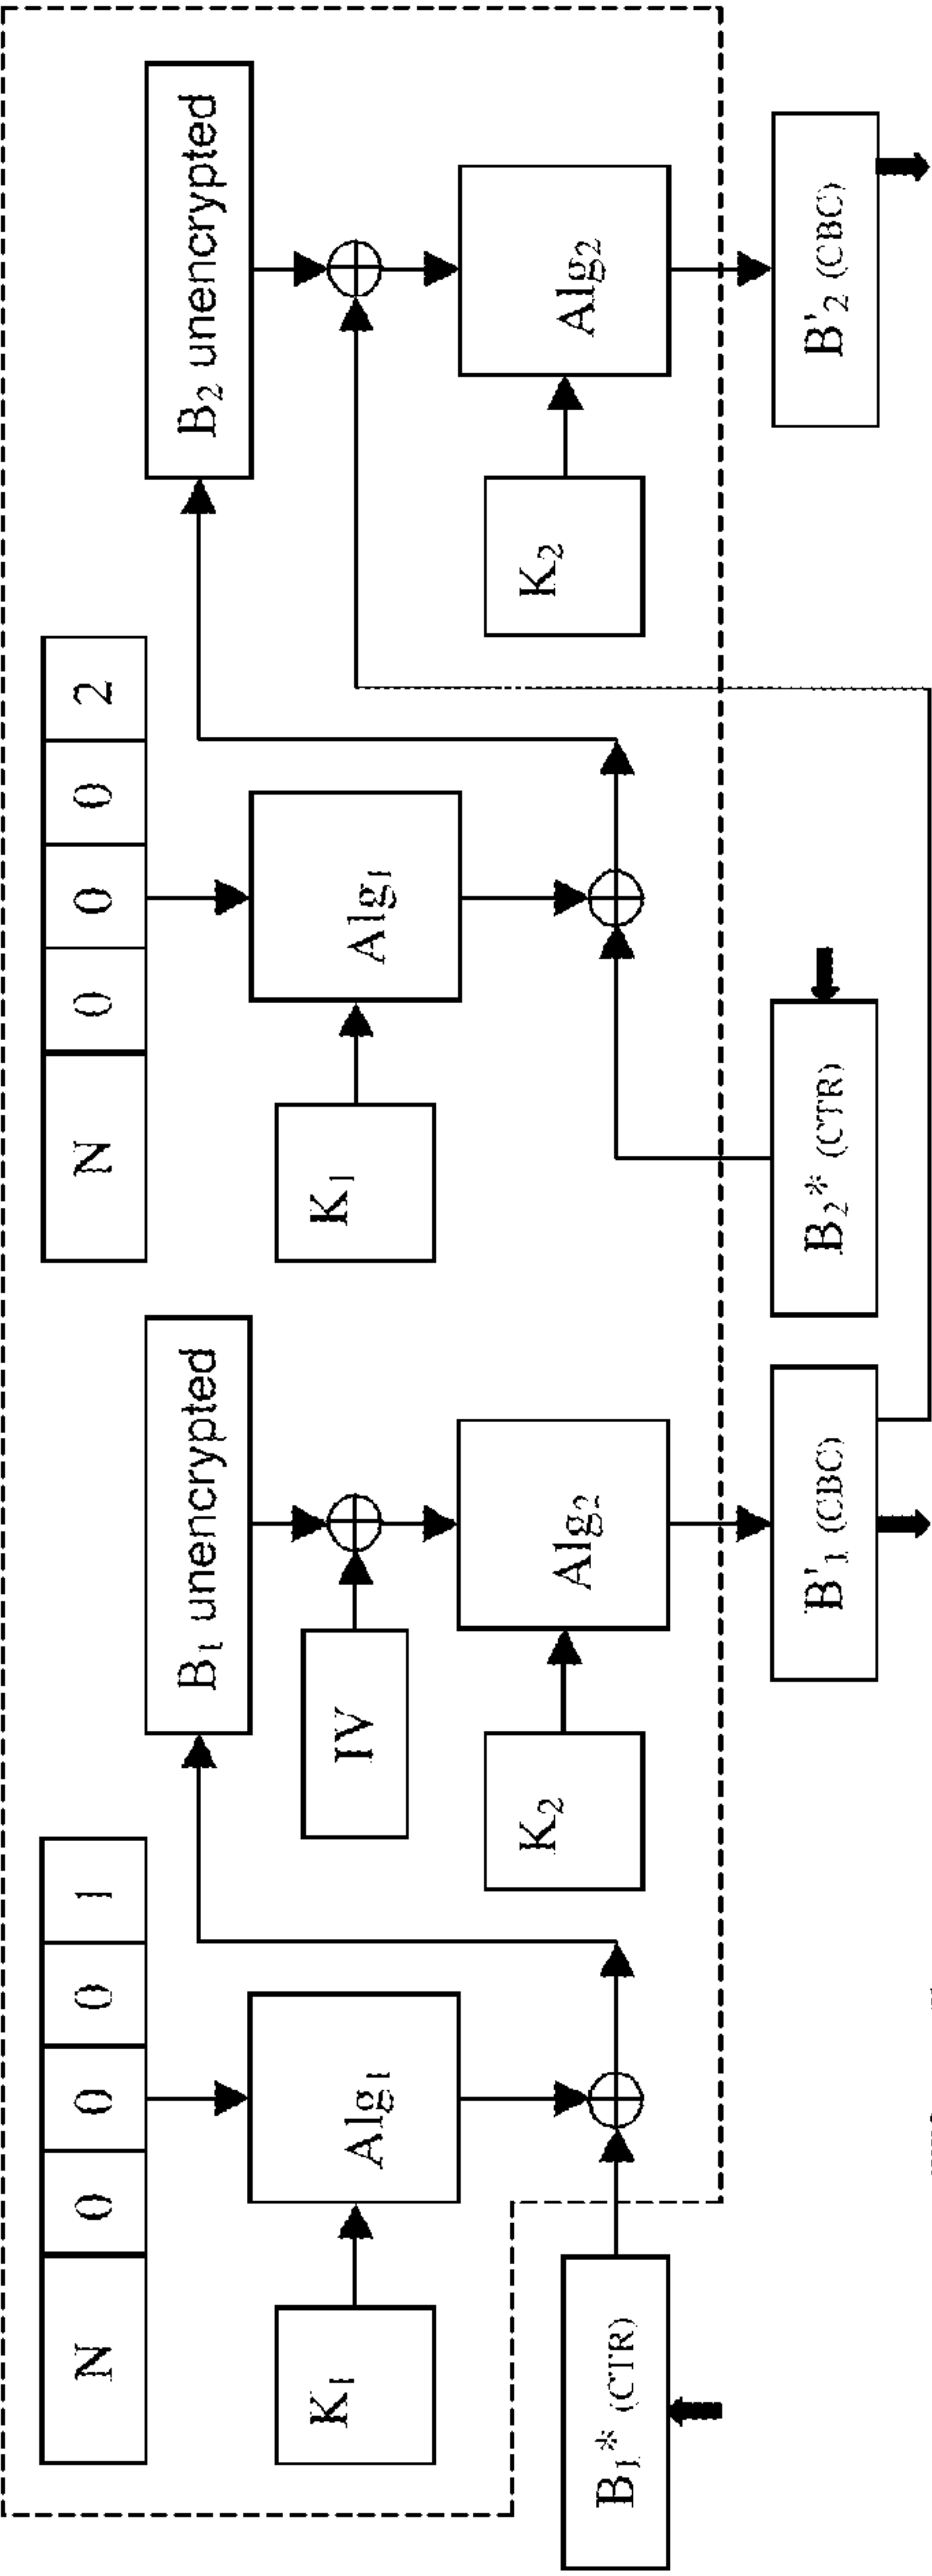 N 0 0 0 1
K₁
Alg₁
B₁* (CTR)
B₁ unencrypted
IV
K₂
Alg₂
B'₁ (CBC)
N 0 0 0 2
K₁
Alg₁
B₂* (CTR)
B₂ unencrypted
K₂
Alg₂
B'₂ (CBC)